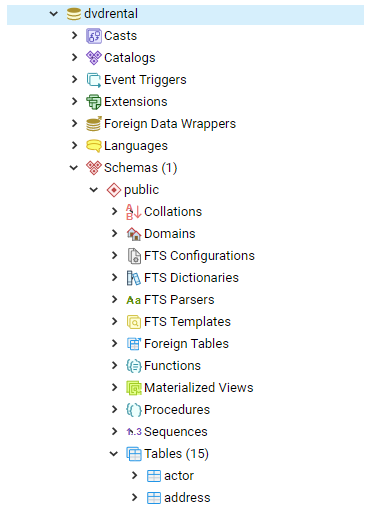 dvdrental
Casts
Catalogs
Event Triggers
Extensions
Foreign Data Wrappers
Languages
Schemas (1)
public
Collations
Domains
FTS Configurations
FTS Dictionaries
Aa FTS Parsers
FTS Templates
Foreign Tables
Functions
Materialized Views
Procedures
1..3 Sequences
Tables (15)
actor
address